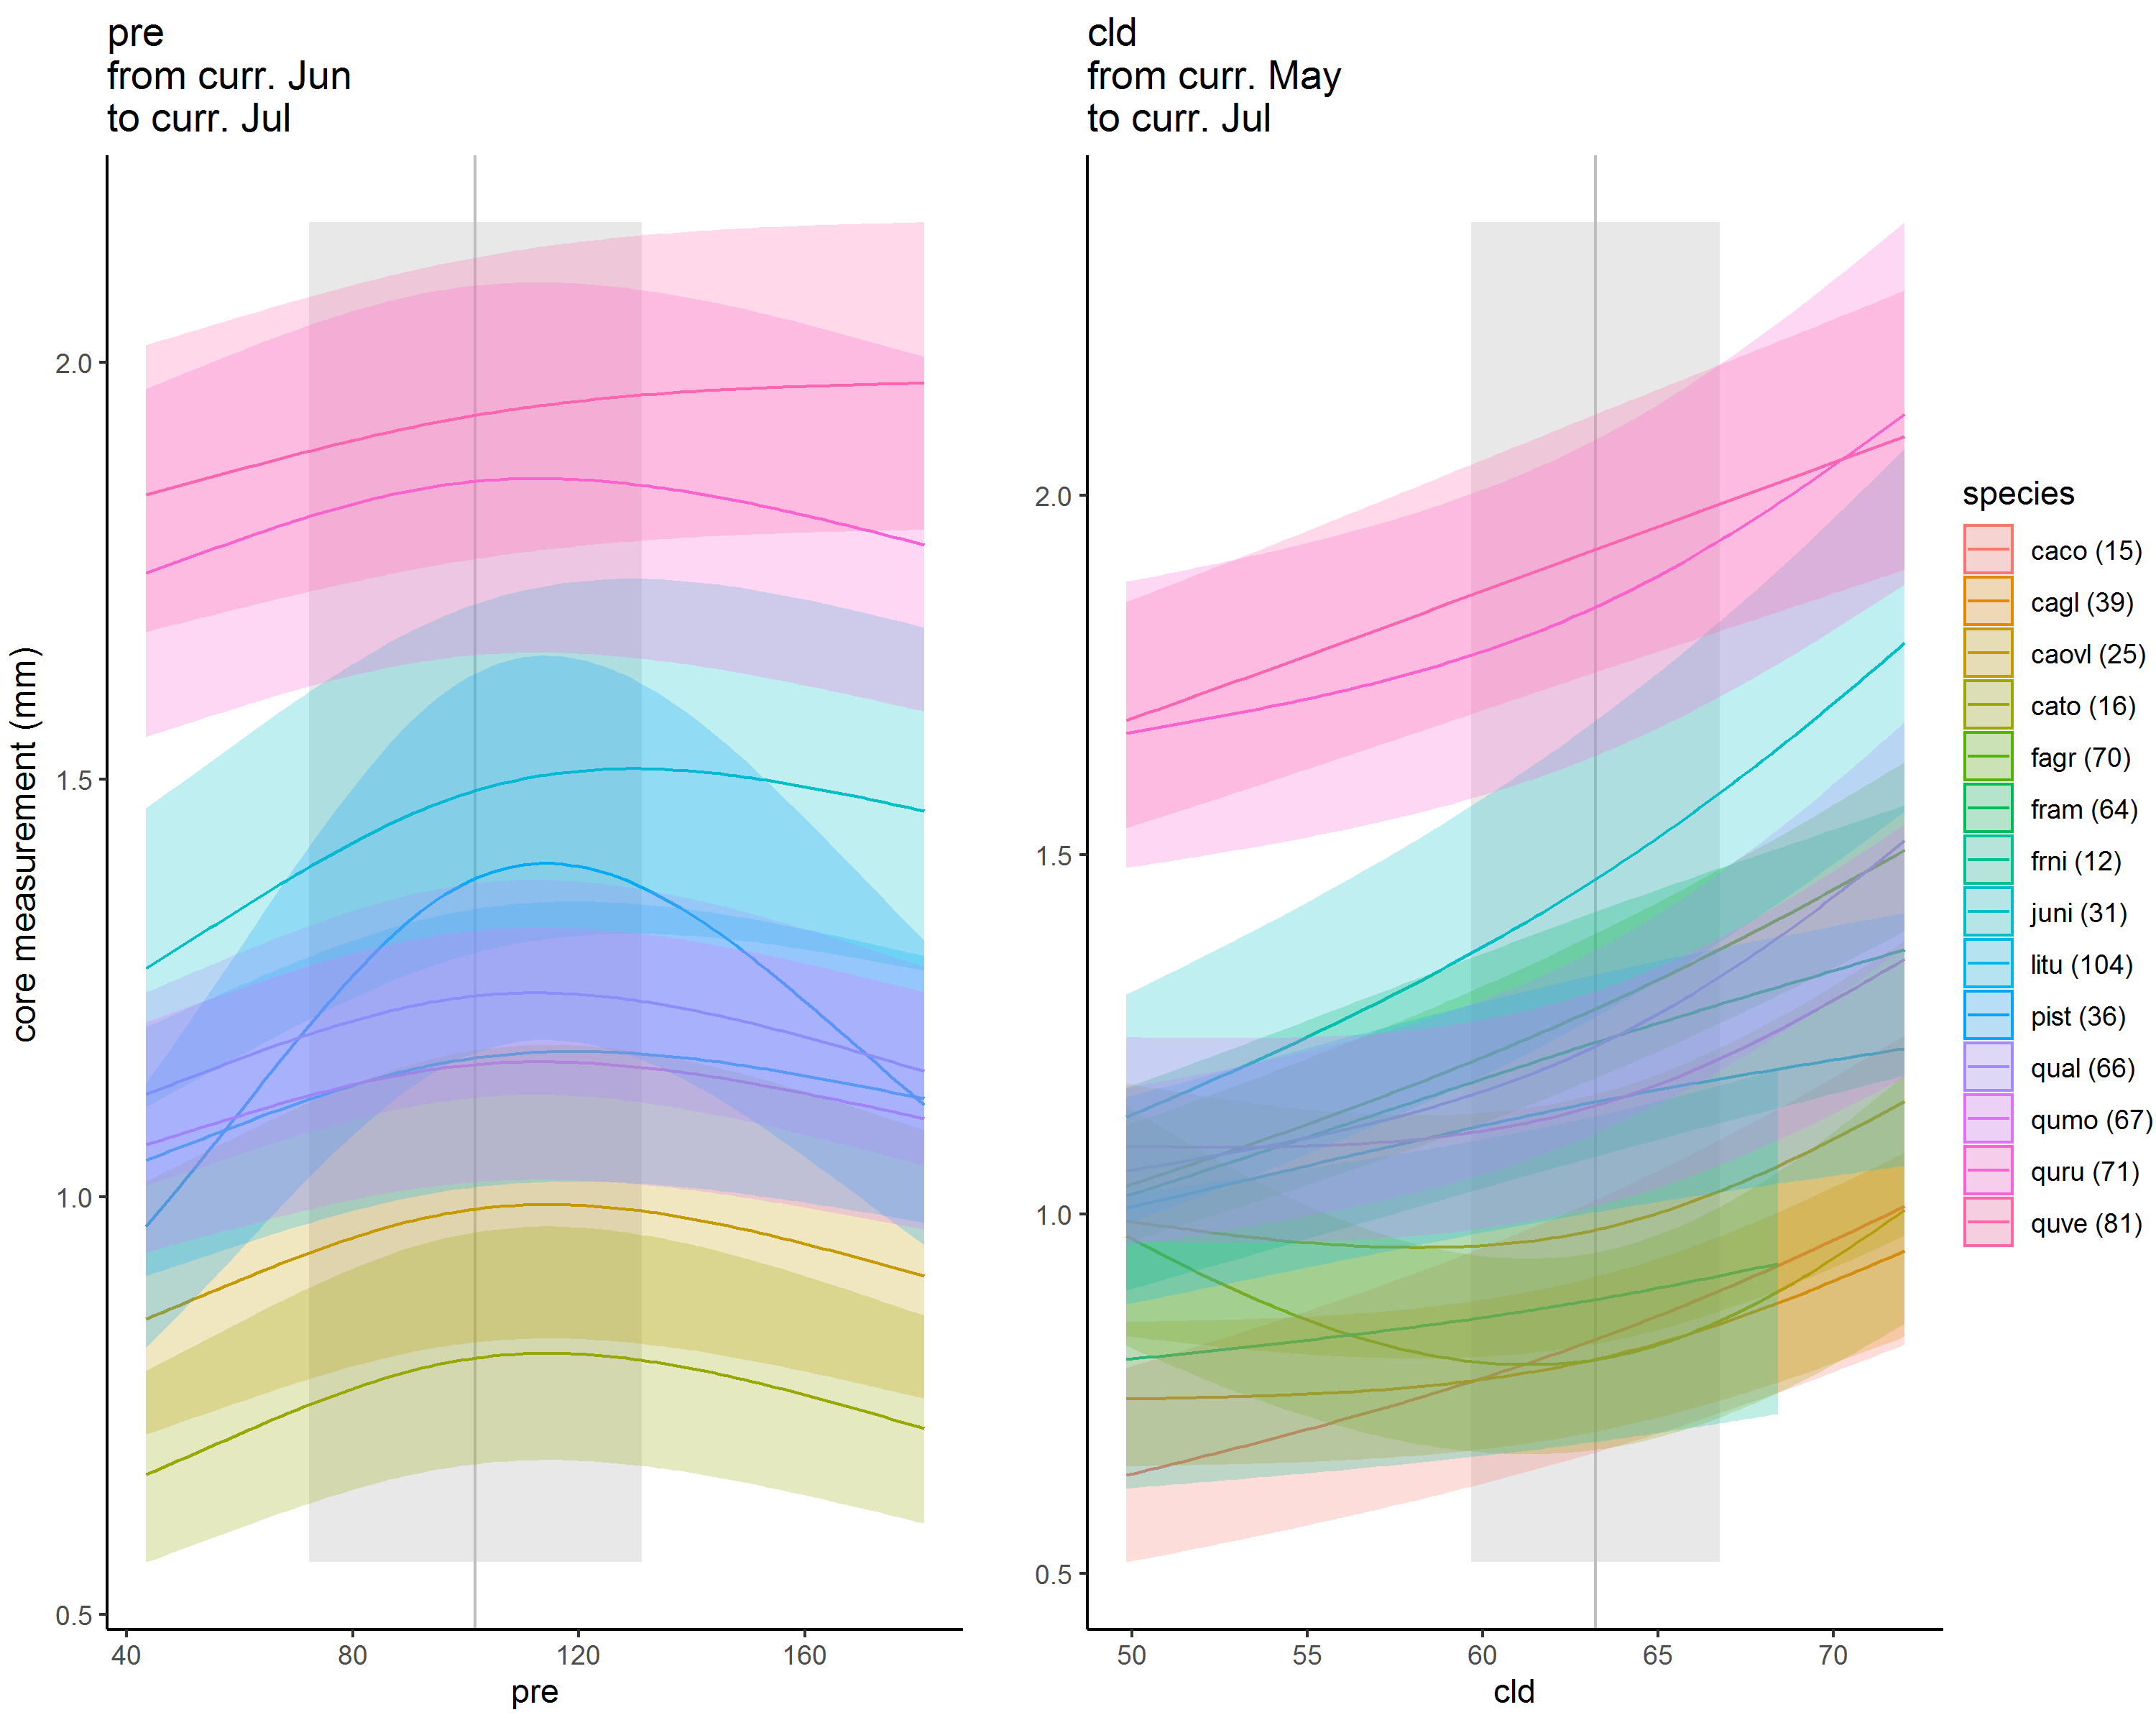 pre
from curr. Jun
to curr. Jul
cld
from curr. May
to curr. Jul
core measurement (mm)
2.0
1.5
1.0
0.5
40
80
120
160
pre
2.0
1.5
1.0
0.5
50
55
60
65
70
cld
species
caco (15)
cagl (39)
caovl (25)
cato (16)
fagr (70)
fram (64)
frni (12)
juni (31)
litu (104)
pist (36)
qual (66)
qumo (67)
quru (71)
quve (81)